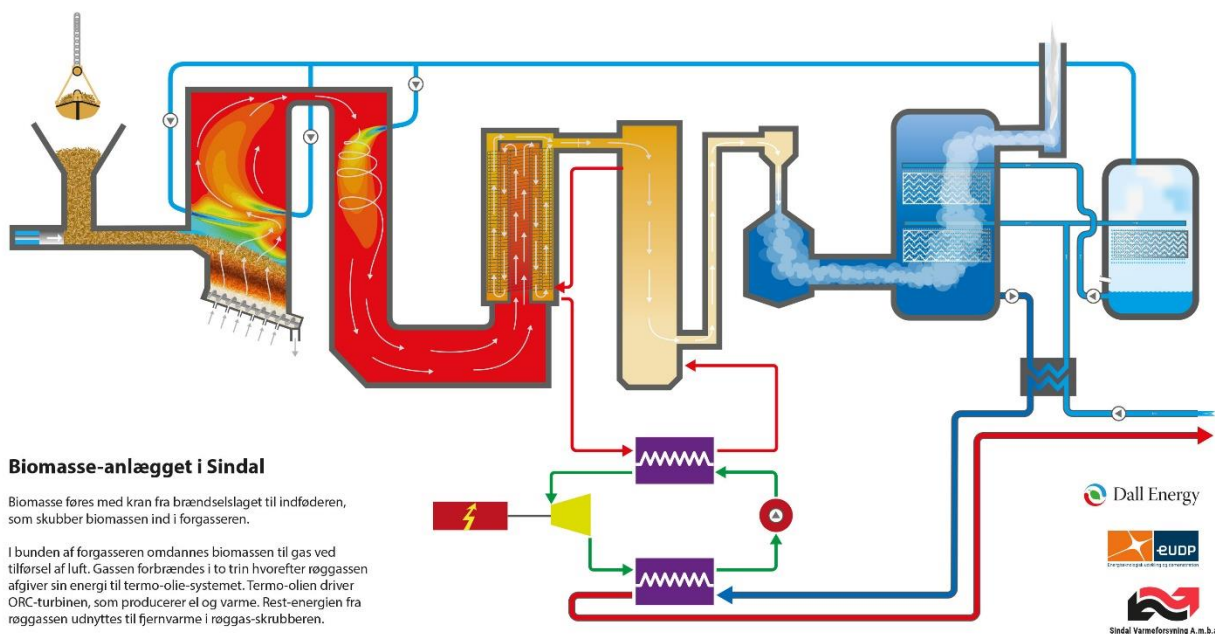 Biomasse-anlægget i Sindal
Biomasse føres med kran fra brændselslaget til indføderen,
som skubber biomassen ind i forgasseren.
I bunden af forgasseren omdannes biomassen til gas ved
tilførsel af luft. Gassen forbrændes i to trin hvorefter røggassen
afgiver sin energi til termo-olie-systemet. Termo-olien driver
ORC-turbinen, som producerer el og varme. Rest-energien fra
røggassen udnyttes til fjernvarme i røggas-skrubberen.
Dall Energy
EUDP
Sindal Varmeforsyning A.m.b.a